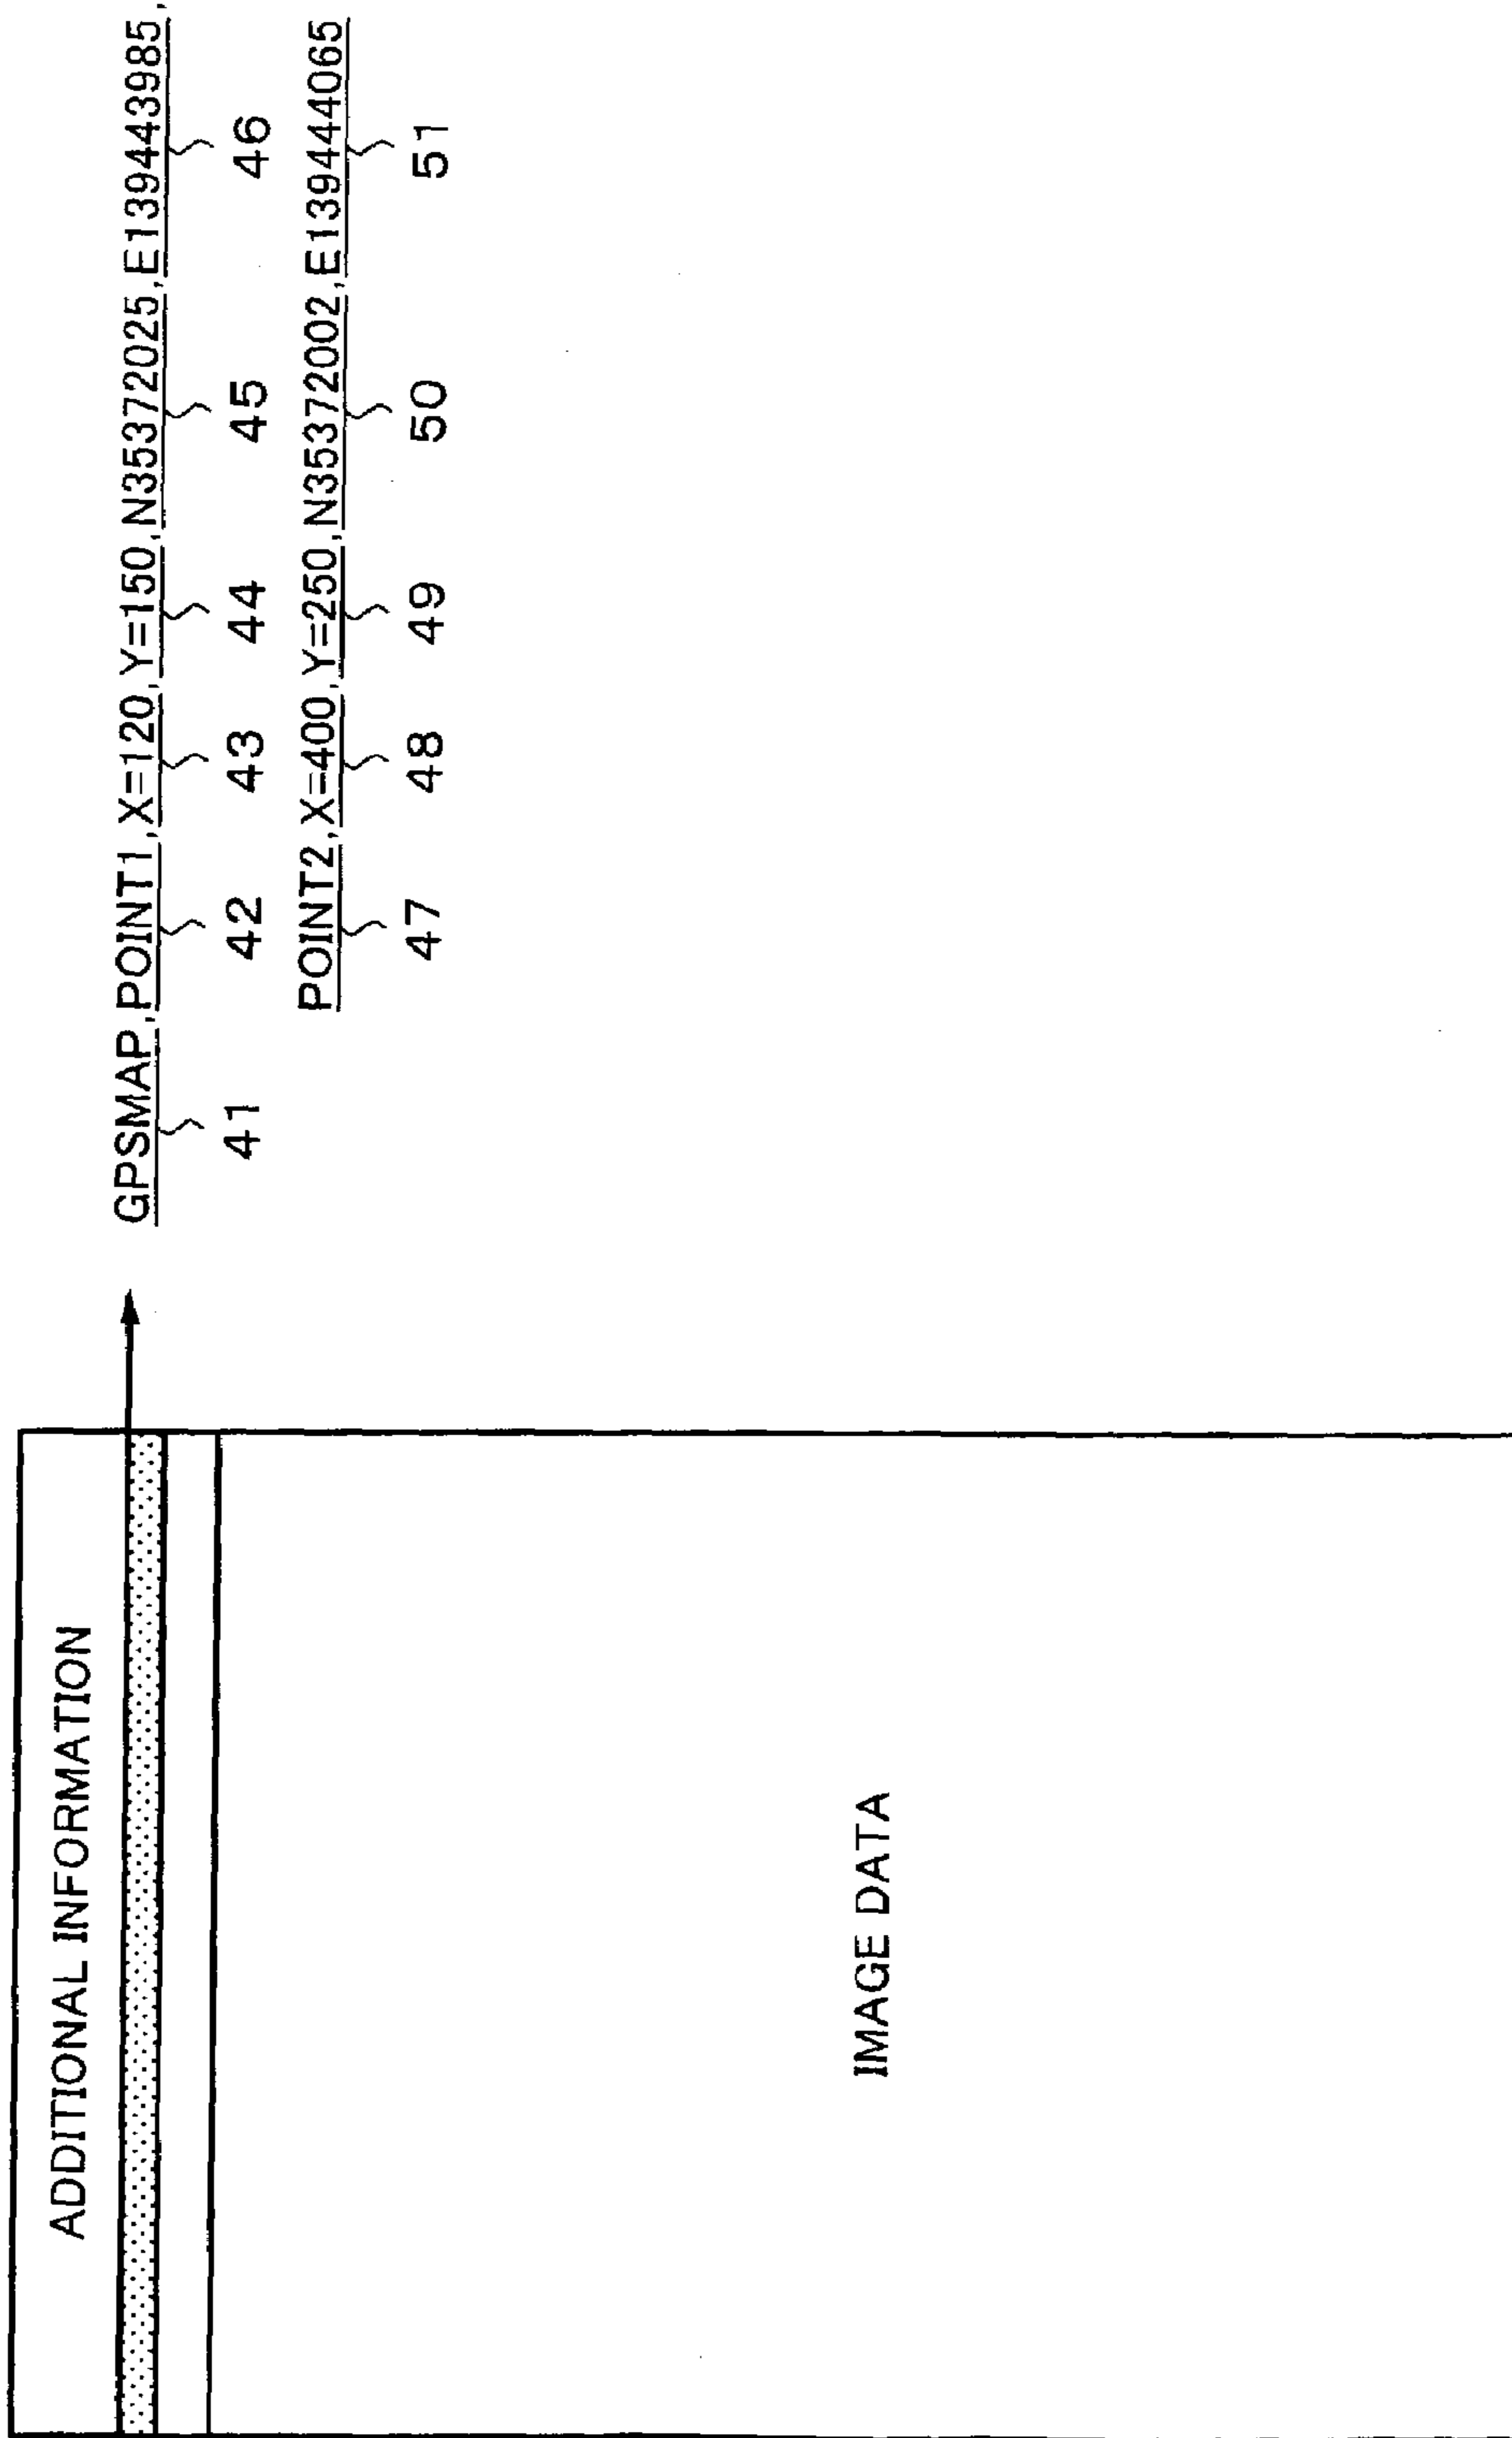 ADDITIONAL INFORMATION
IMAGE DATA
GPSMAP,POINT1,X=120,Y=150,N35372025,E139443985,
41 42 43 44 45 46
POINT2,X=400,Y=250,N35372002,E139444065
47 48 49 50 51